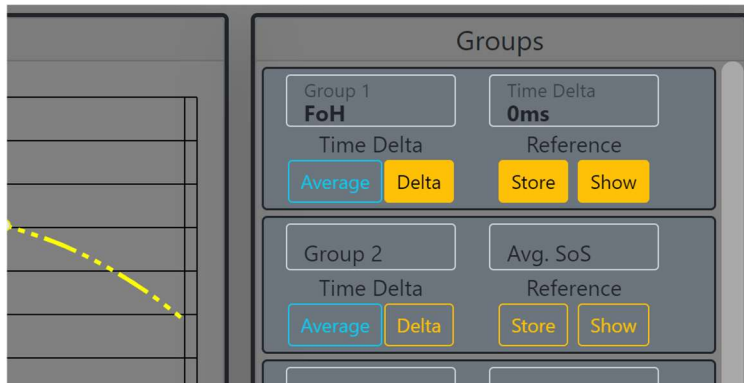 Groups
Group 1 Time Delta
FoH 0ms
Time Delta Reference
Average Delta Store Show
Group 2 Avg. SoS
Time Delta Reference
Average Delta Store Show